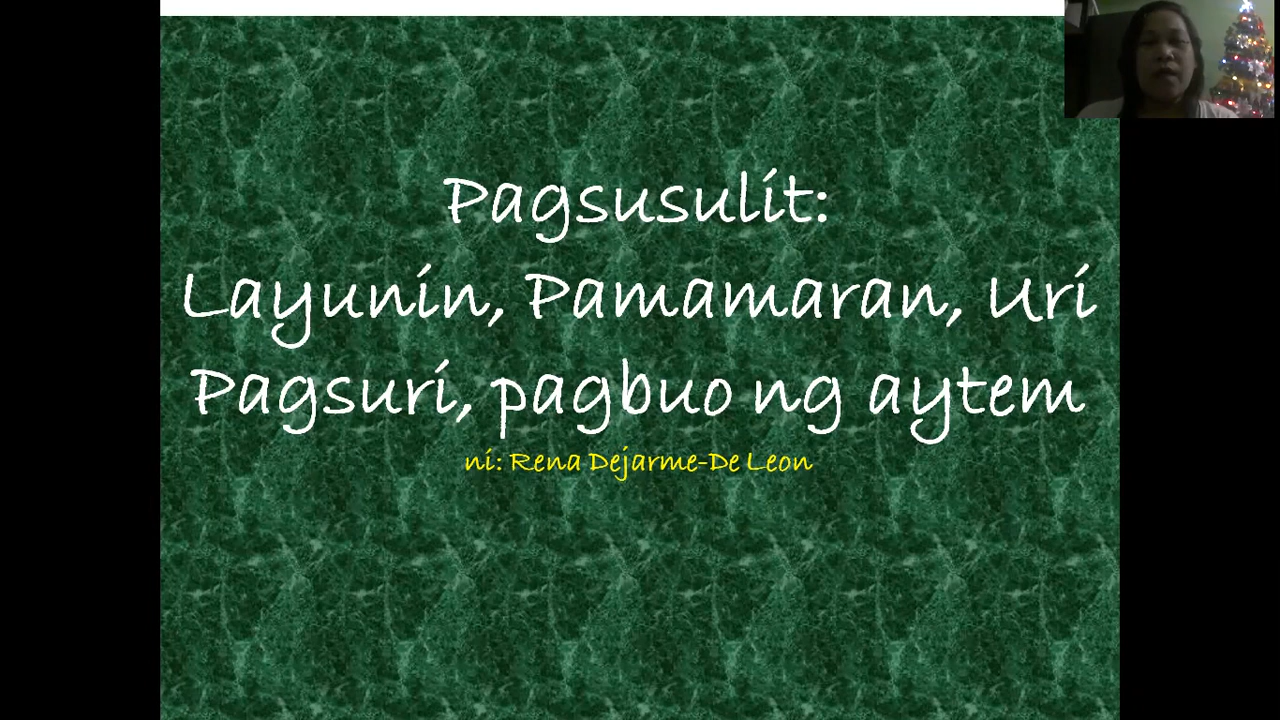 Pagsusulit:
Layunin, Pamamaran, Uri
Pagsuri, pagbuo ng aytem
ni: Rena Dejarme-De Leon